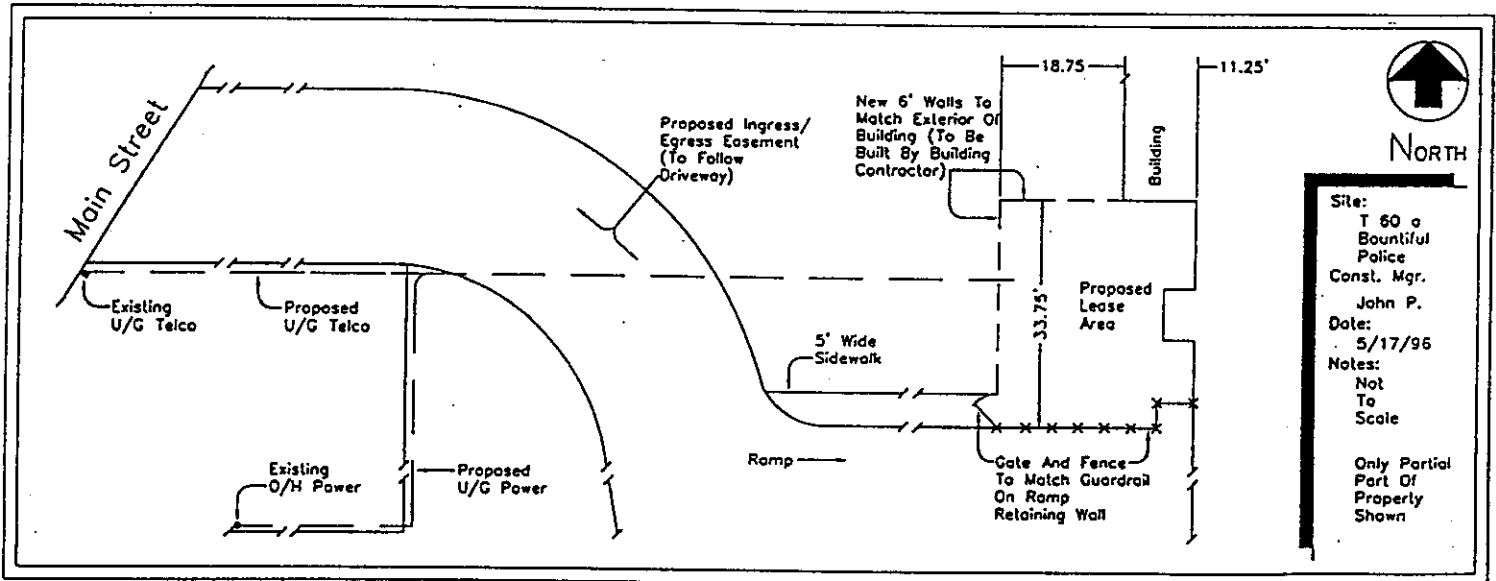 Main Street
Existing
U/G Telco
Proposed
U/G Telco
Existing
O/H Power
Proposed
U/G Power
Proposed Ingress/
Egress Easement
(To Follow
Driveway)
5' Wide
Sidewalk
Ramp
New 6' Walls To
Match Exterior Of
Building (To Be
Built By Building
Contractor)
18.75
11.25'
Building
33.75'
Proposed
Lease
Area
Gate And Fence
To Match Guardrail
On Ramp
Retaining Wall
NORTH
Site:
T 60 a
Bountiful
Police
Const. Mgr.
John P.
Date:
5/17/96
Notes:
Not
To
Scale
Only Partial
Part Of
Property
Shown